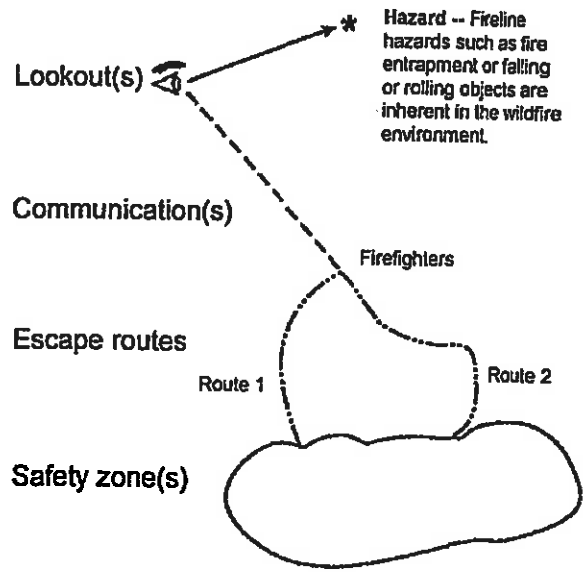 Hazard -- Fireline
hazards such as fire
entrapment or falling
or rolling objects are
inherent in the wildfire
environment.
Lookout(s)
Communication(s)
Firefighters
Escape routes
Route 1
Route 2
Safety zone(s)